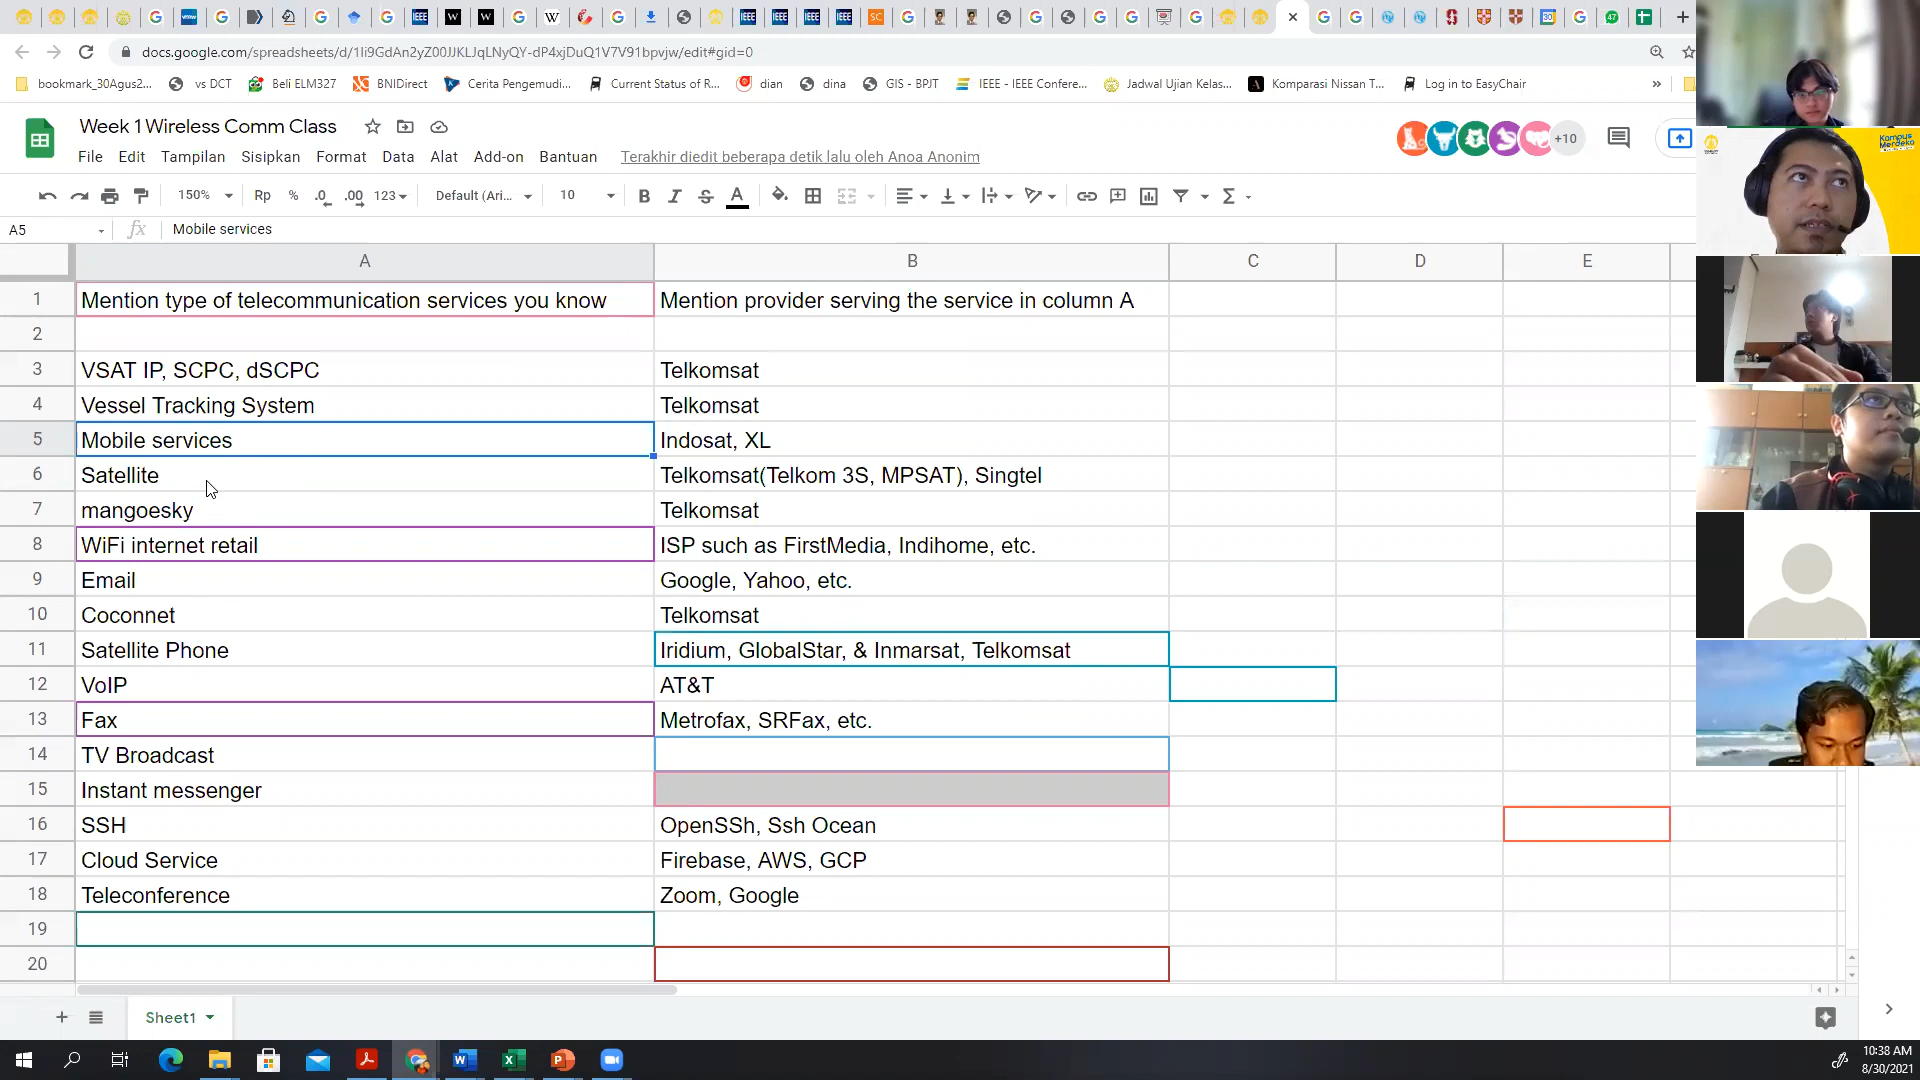 docs.google.com/spreadsheets/d/1Ii9GdAn2yZ00JJKLJqLNyQY-dP4xjDuQ1V7V91bpvjw/edit#gid=0
bookmark_30Agus2... vs DCT Beli ELM327 BNIDirect Cerita Pengemudi... Current Status of R... dian dina GIS - BPJT IEEE - IEEE Confere... Jadwal Ujian Kelas... Komparasi Nissan T... Log in to EasyChair »
Week 1 Wireless Comm Class
File Edit Tampilan Sisipkan Format Data Alat Add-on Bantuan Terakhir diedit beberapa detik lalu oleh Anoa Anonim
+10
150% Rp % .0 .00 123 Default (Ari... 10 B I S A
A5 fx Mobile services
A B C D E
1 Mention type of telecommunication services you know Mention provider serving the service in column A
2
3 VSAT IP, SCPC, dSCPC Telkomsat
4 Vessel Tracking System Telkomsat
5 Mobile services Indosat, XL
6 Satellite Telkomsat(Telkom 3S, MPSAT), Singtel
7 mangoesky Telkomsat
8 WiFi internet retail ISP such as FirstMedia, Indihome, etc.
9 Email Google, Yahoo, etc.
10 Coconnet Telkomsat
11 Satellite Phone Iridium, GlobalStar, & Inmarsat, Telkomsat
12 VoIP AT&T
13 Fax Metrofax, SRFax, etc.
14 TV Broadcast
15 Instant messenger
16 SSH OpenSSh, Ssh Ocean
17 Cloud Service Firebase, AWS, GCP
18 Teleconference Zoom, Google
19
20
Sheet1
Kampus
Merdeka
10:38 AM
8/30/2021